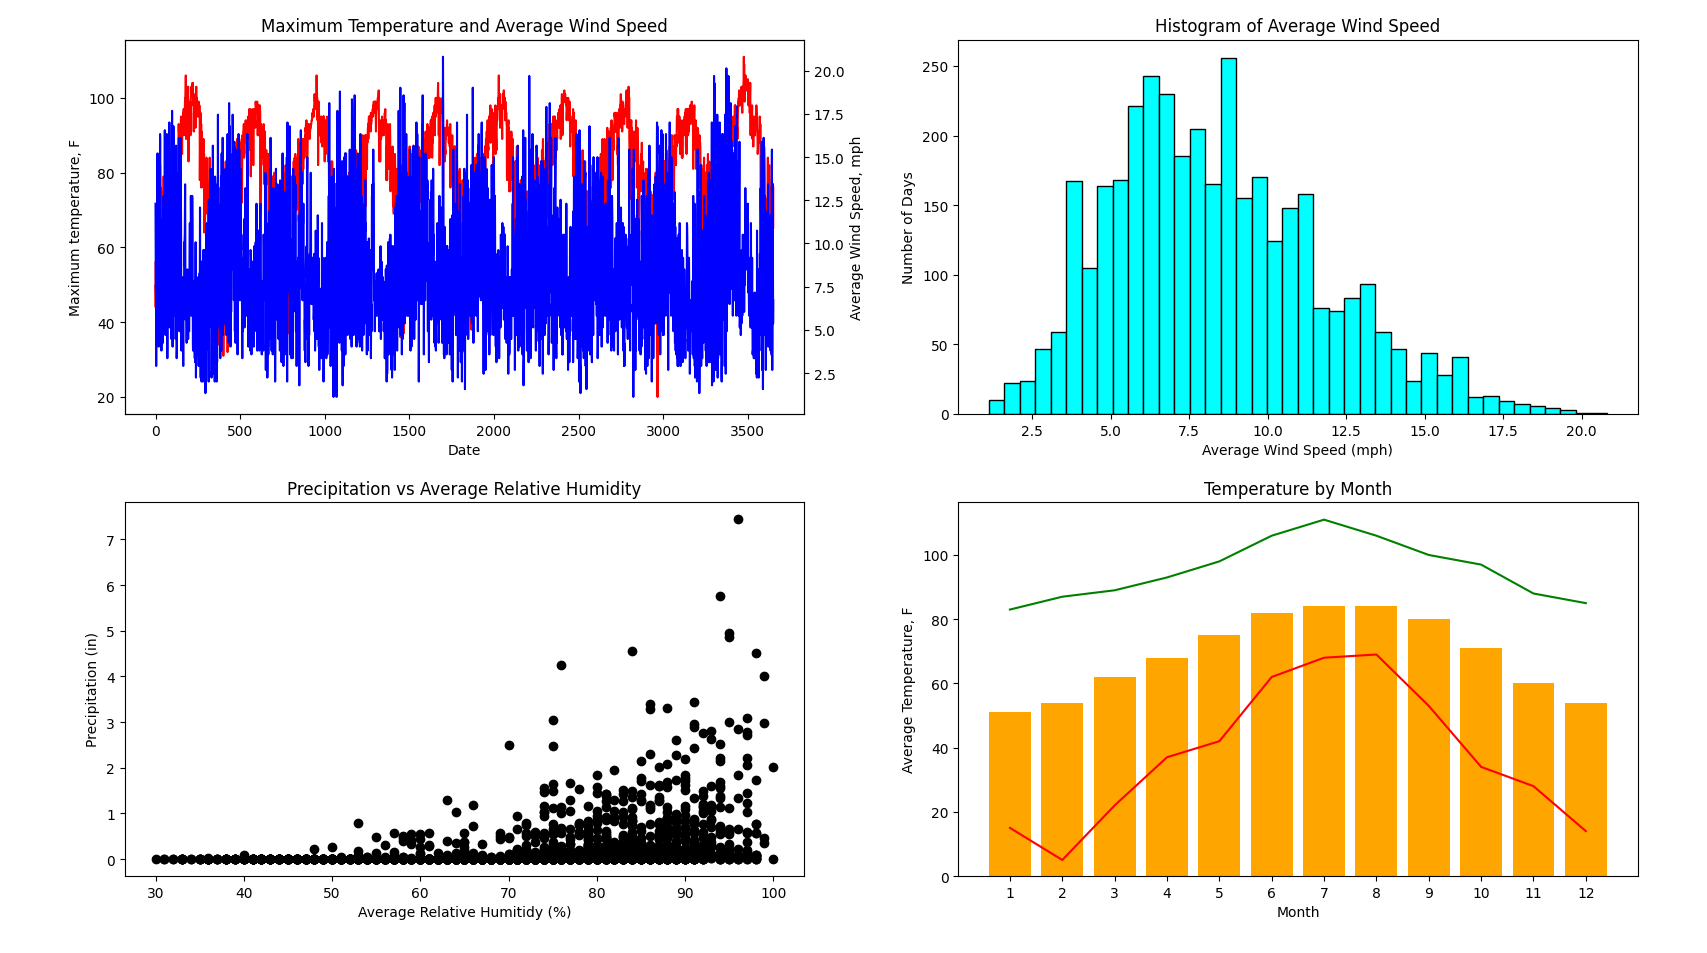 Maximum Temperature and Average Wind Speed
Maximum temperature, F
100
80
60
40
20
20.0
17.5
15.0
12.5
10.0
7.5
5.0
2.5
Average Wind Speed, mph
0 500 1000 1500 2000 2500 3000 3500
Date
Histogram of Average Wind Speed
Number of Days
250
200
150
100
50
0
2.5 5.0 7.5 10.0 12.5 15.0 17.5 20.0
Average Wind Speed (mph)
Precipitation vs Average Relative Humidity
Precipitation (in)
7
6
5
4
3
2
1
0
30 40 50 60 70 80 90 100
Average Relative Humitidy (%)
Temperature by Month
Average Temperature, F
100
80
60
40
20
0
1 2 3 4 5 6 7 8 9 10 11 12
Month